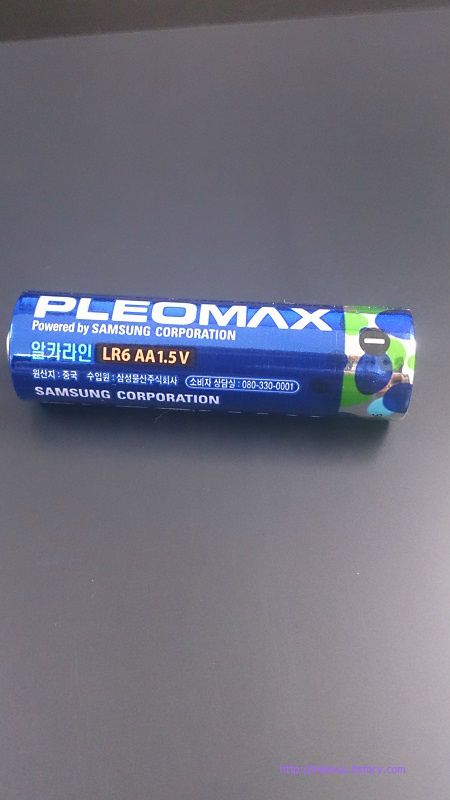 PLEOMAX
Powered by SAMSUNG CORPORATION
알카라인 LR6 AA1.5V
원산지 : 중국 수입원 : 삼성물산주식회사 소비자 상담실 : 080-330-0001
SAMSUNG CORPORATION